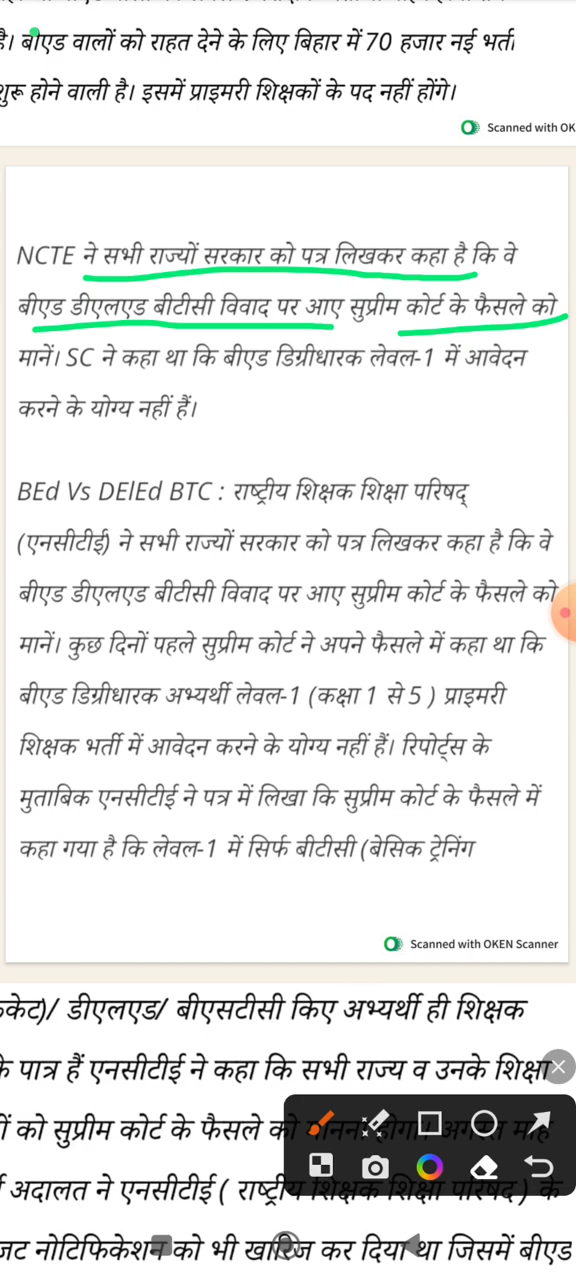 है। बीएड वालों को राहत देने के लिए बिहार में 70 हजार नई भर्ती
शुरू होने वाली है। इसमें प्राइमरी शिक्षकों के पद नहीं होंगे।
Scanned with OK
NCTE ने सभी राज्यों सरकार को पत्र लिखकर कहा है कि वे
बीएड डीएलएड बीटीसी विवाद पर आए सुप्रीम कोर्ट के फैसले को
मानें। SC ने कहा था कि बीएड डिग्रीधारक लेवल-1 में आवेदन
करने के योग्य नहीं हैं।
BEd Vs DElEd BTC : राष्ट्रीय शिक्षक शिक्षा परिषद्
(एनसीटीई) ने सभी राज्यों सरकार को पत्र लिखकर कहा है कि वे
बीएड डीएलएड बीटीसी विवाद पर आए सुप्रीम कोर्ट के फैसले को
मानें। कुछ दिनों पहले सुप्रीम कोर्ट ने अपने फैसले में कहा था कि
बीएड डिग्रीधारक अभ्यर्थी लेवल-1 (कक्षा 1 से 5 ) प्राइमरी
शिक्षक भर्ती में आवेदन करने के योग्य नहीं हैं। रिपोर्ट्स के
मुताबिक एनसीटीई ने पत्र में लिखा कि सुप्रीम कोर्ट के फैसले में
कहा गया है कि लेवल-1 में सिर्फ बीटीसी (बेसिक ट्रेनिंग
Scanned with OKEN Scanner
केट)/ डीएलएड/ बीएसटीसी किए अभ्यर्थी ही शिक्षक
के पात्र हैं एनसीटीई ने कहा कि सभी राज्य व उनके शिक्षा
को सुप्रीम कोर्ट के फैसले को मानना होगा। अगस्त माह
अदालत ने एनसीटीई ( राष्ट्रीय शिक्षक शिक्षा परिषद ) के
नोटिफिकेशन को भी खारिज कर दिया था जिसमें बीएड